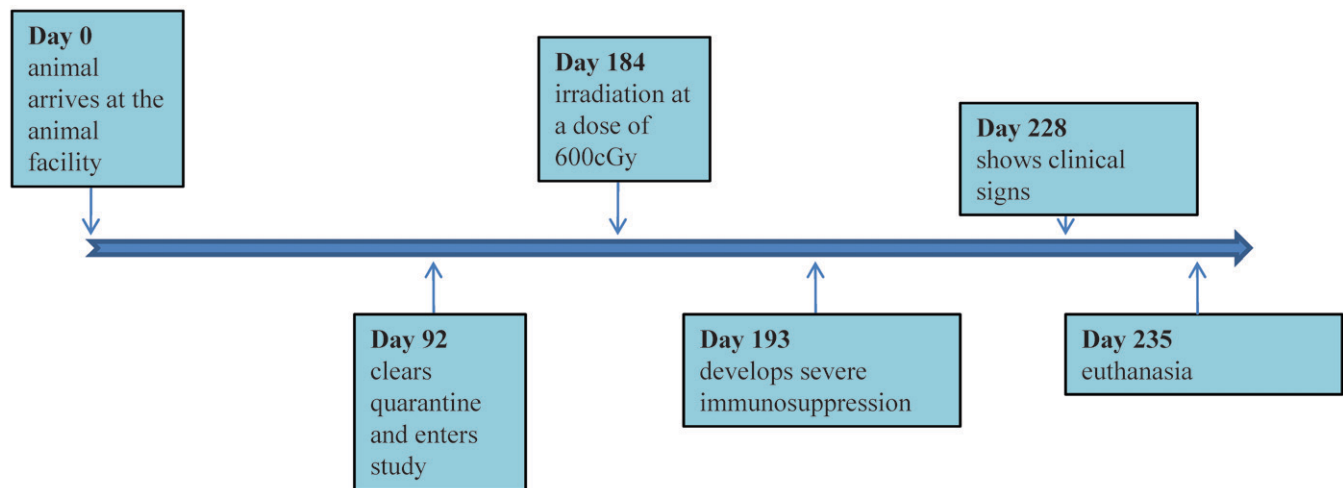 Day 0
animal
arrives at the
animal
facility
Day 184
irradiation at
a dose of
600cGy
Day 228
shows clinical
signs
Day 92
clears
quarantine
and enters
study
Day 193
develops severe
immunosuppression
Day 235
euthanasia